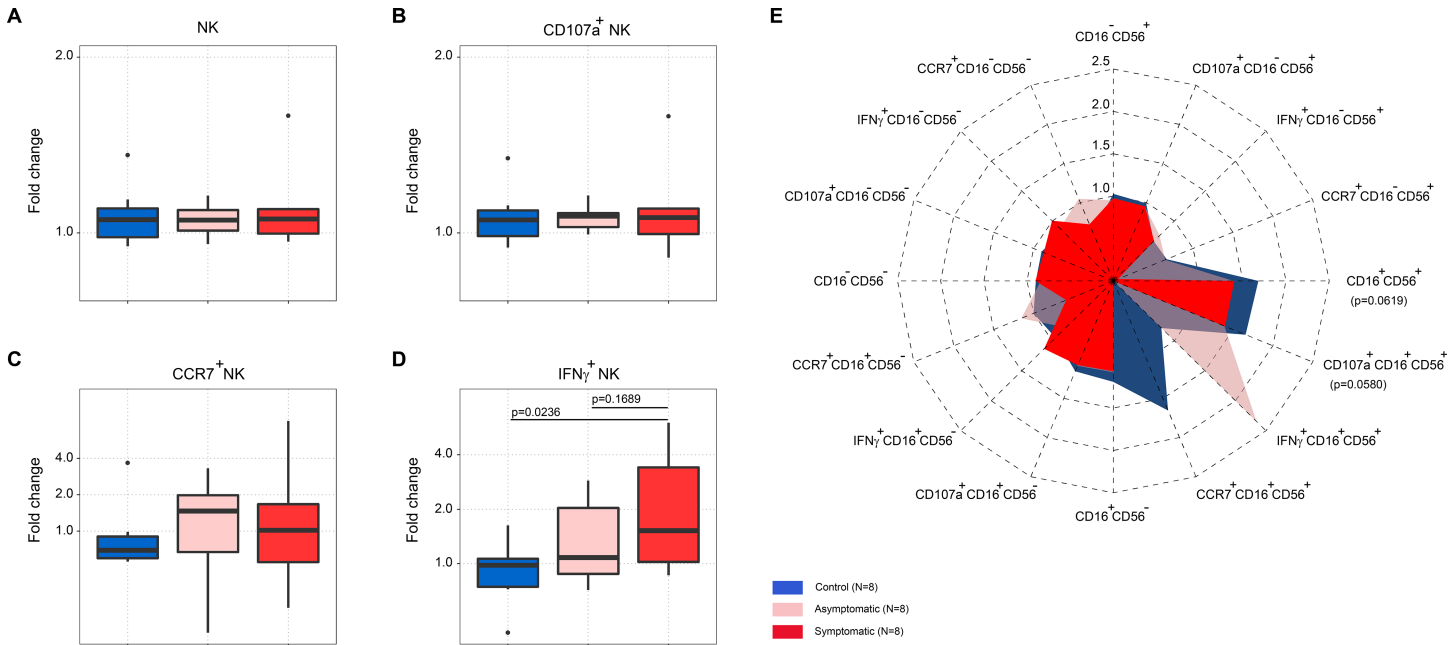 A
NK
Fold change
2.0
1.0
B
CD107a⁺ NK
Fold change
2.0
1.0
C
CCR7⁺NK
Fold change
4.0
2.0
1.0
D
IFNγ⁺ NK
p=0.1689
p=0.0236
Fold change
4.0
2.0
1.0
E
CD16⁻CD56⁺
CCR7⁺CD16⁻CD56⁻
CD107a⁺CD16⁻CD56⁺
2.5
2.0
1.5
1.0
IFNγ⁺CD16⁻CD56⁻
IFNγ⁺CD16⁻CD56⁺
CD107a⁺CD16⁻CD56⁻
CCR7⁺CD16⁻CD56⁺
CD16⁻CD56⁻
CD16⁺CD56⁺
(p=0.0619)
CCR7⁺CD16⁺CD56⁻
CD107a⁺CD16⁺CD56⁺
(p=0.0580)
IFNγ⁺CD16⁺CD56⁻
IFNγ⁺CD16⁺CD56⁺
CD107a⁺CD16⁺CD56⁻
CCR7⁺CD16⁺CD56⁺
CD16⁺CD56⁻
Control (N=8)
Asymptomatic (N=8)
Symptomatic (N=8)